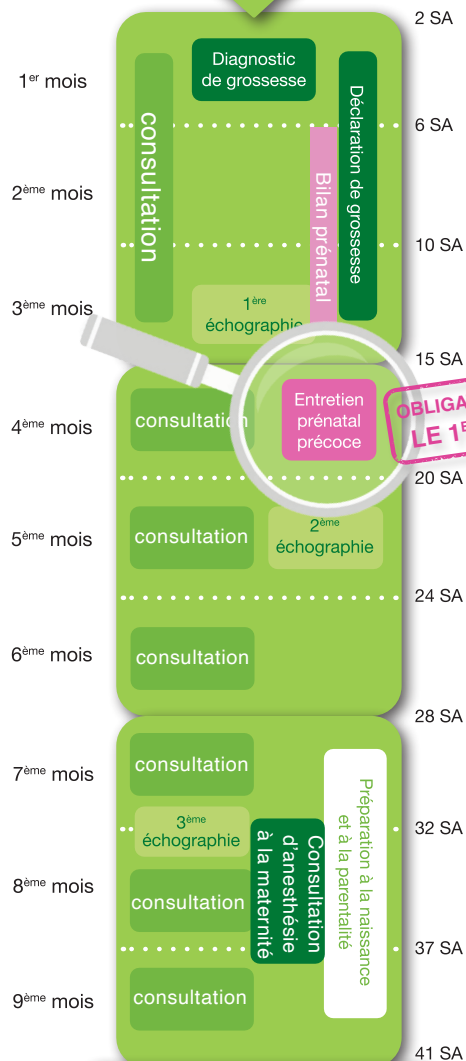 2 SA
1er mois
Diagnostic
de grossesse
consultation
Déclaration de grossesse
6 SA
Bilan prénatal
2ème mois
10 SA
3ème mois
1ère
échographie
15 SA
4ème mois
consultation
Entretien
prénatal
précoce
LE 1
20 SA
5ème mois
consultation
2ème
échographie
24 SA
6ème mois
consultation
28 SA
7ème mois
consultation
Préparation à la naissance
et à la parentalité
3ème
échographie
32 SA
Consultation
d'anesthésie
à la maternité
8ème mois
consultation
37 SA
9ème mois
consultation
41 SA